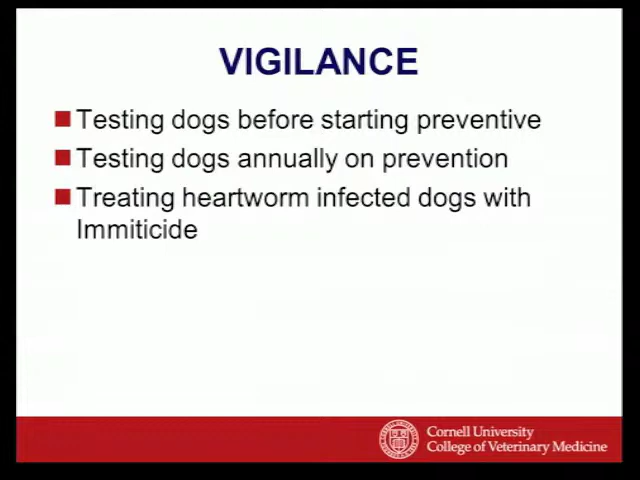 VIGILANCE
Testing dogs before starting preventive
Testing dogs annually on prevention
Treating heartworm infected dogs with
Immiticide
Cornell University
College of Veterinary Medicine